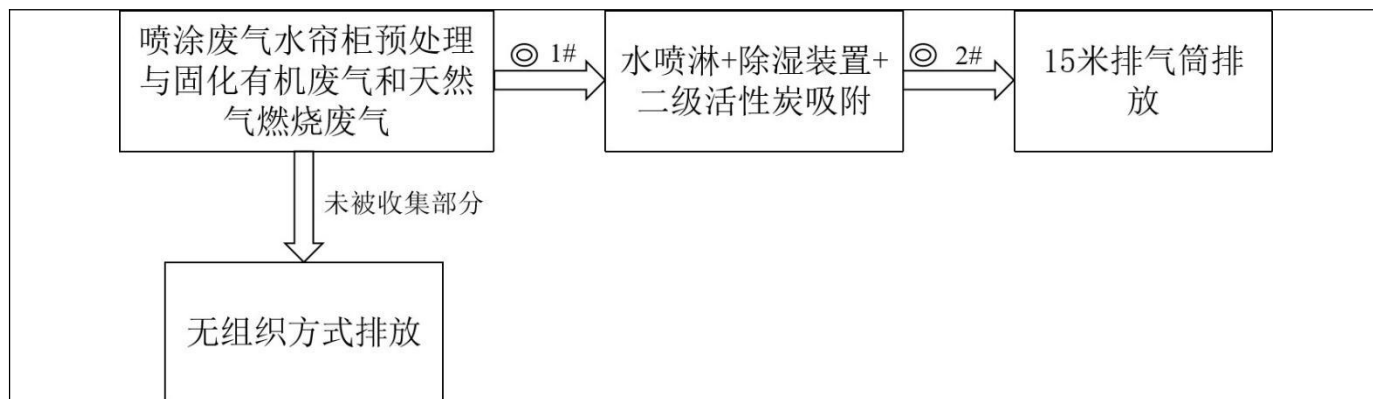 喷涂废气水帘柜预处理
与固化有机废气和天然
气燃烧废气
◎ 1#
水喷淋+除湿装置+
二级活性炭吸附
◎ 2#
15米排气筒排
放
未被收集部分
无组织方式排放